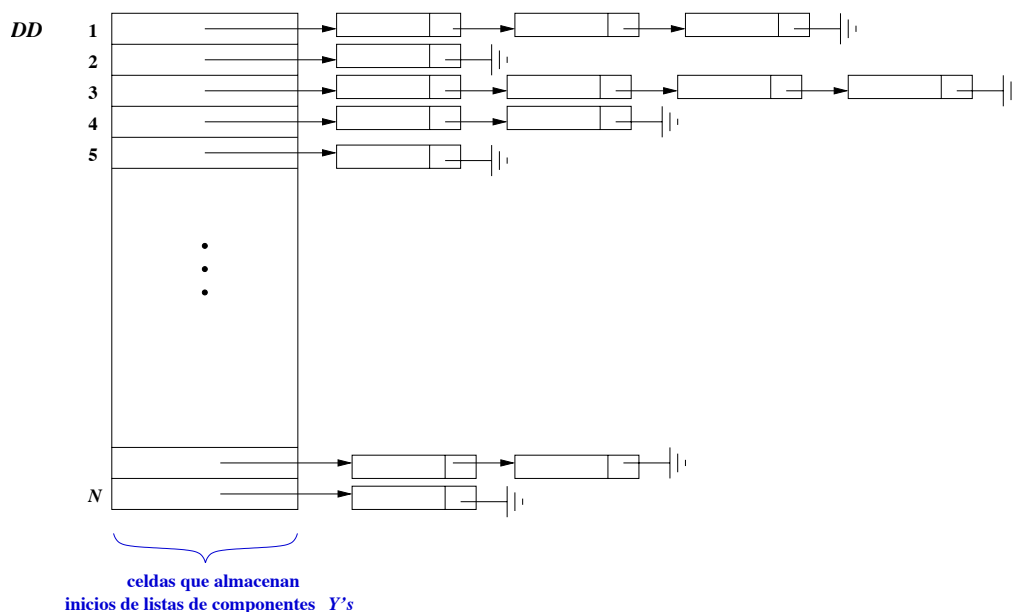 DD 1
2
3
4
5
N
celdas que almacenan
inicios de listas de componentes Y's